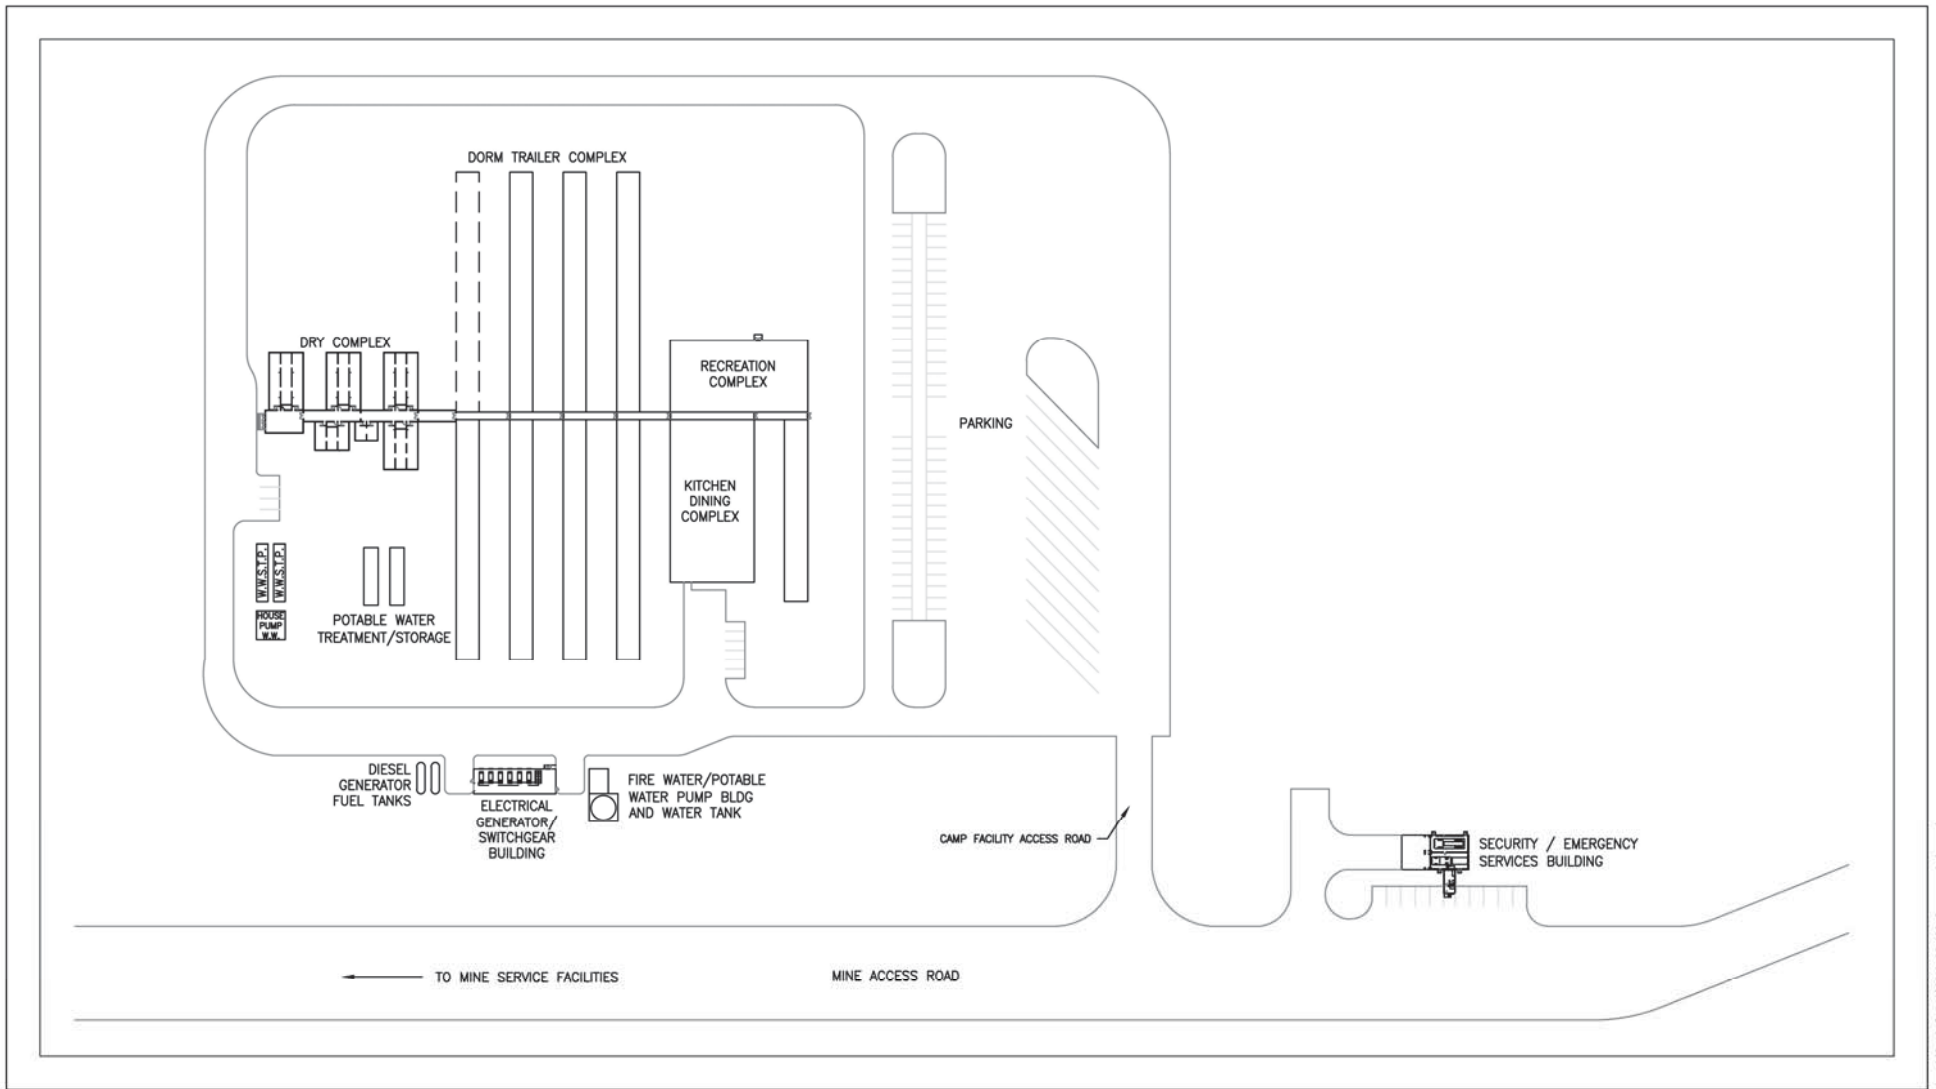 DORM TRAILER COMPLEX
DRY COMPLEX
RECREATION
COMPLEX
PARKING
KITCHEN
DINING
COMPLEX
W.W.S.T.P.
W.W.S.T.P.
HOUSE
PUMP
W.W.
POTABLE WATER
TREATMENT/STORAGE
DIESEL
GENERATOR
FUEL TANKS
ELECTRICAL
GENERATOR/
SWITCHGEAR
BUILDING
FIRE WATER/POTABLE
WATER PUMP BLDG
AND WATER TANK
CAMP FACILITY ACCESS ROAD
SECURITY / EMERGENCY
SERVICES BUILDING
TO MINE SERVICE FACILITIES
MINE ACCESS ROAD